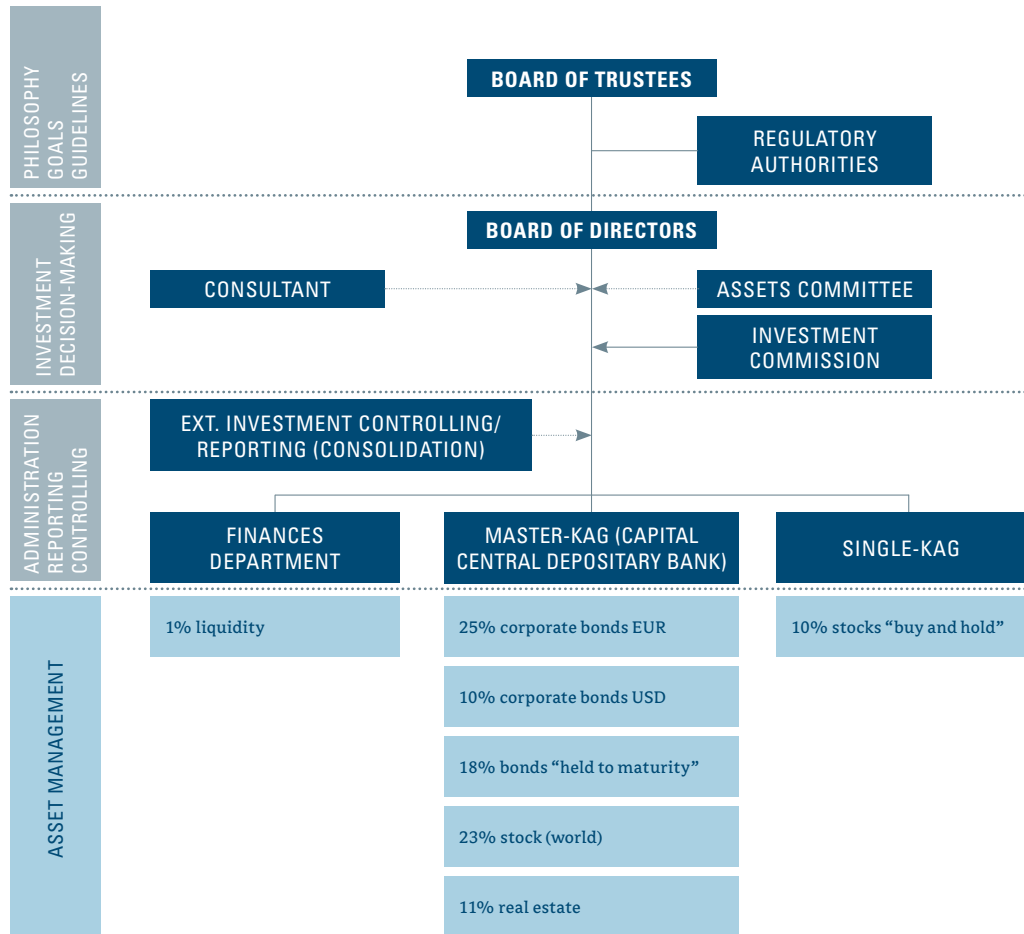 PHILOSOPHY
GOALS
GUIDELINES
BOARD OF TRUSTEES
REGULATORY
AUTHORITIES
INVESTMENT
DECISION-MAKING
BOARD OF DIRECTORS
CONSULTANT
ASSETS COMMITTEE
INVESTMENT
COMMISSION
ADMINISTRATION
REPORTING
CONTROLLING
EXT. INVESTMENT CONTROLLING/
REPORTING (CONSOLIDATION)
FINANCES
DEPARTMENT
MASTER-KAG (CAPITAL
CENTRAL DEPOSITARY BANK)
SINGLE-KAG
ASSET MANAGEMENT
1% liquidity
25% corporate bonds EUR
10% stocks “buy and hold”
10% corporate bonds USD
18% bonds “held to maturity”
23% stock (world)
11% real estate